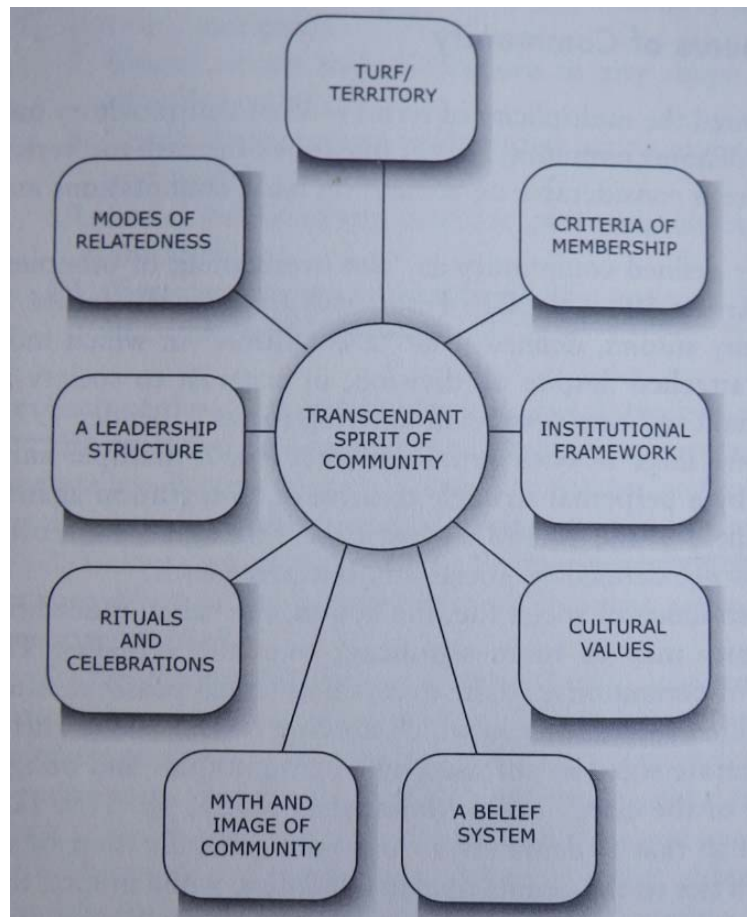 TURF/
TERRITORY
MODES OF
RELATEDNESS
CRITERIA OF
MEMBERSHIP
A LEADERSHIP
STRUCTURE
TRANSCENDANT
SPIRIT OF
COMMUNITY
INSTITUTIONAL
FRAMEWORK
RITUALS
AND
CELEBRATIONS
CULTURAL
VALUES
MYTH AND
IMAGE OF
COMMUNITY
A BELIEF
SYSTEM